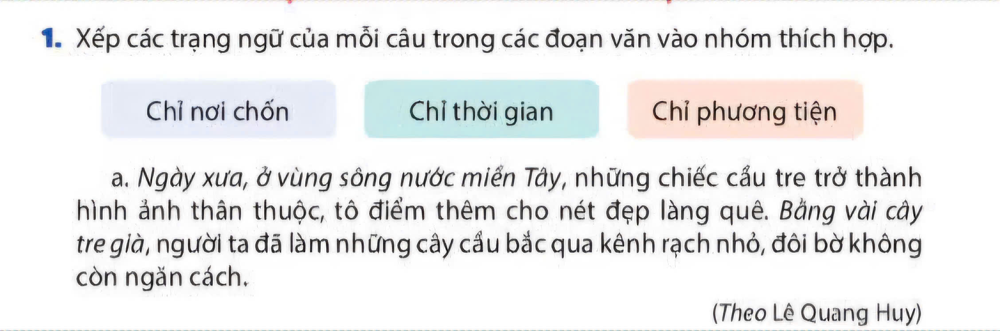 1. Xếp các trạng ngữ của mỗi câu trong các đoạn văn vào nhóm thích hợp.
Chỉ nơi chốn
Chỉ thời gian
Chỉ phương tiện
a. Ngày xưa, ở vùng sông nước miền Tây, những chiếc cầu tre trở thành
hình ảnh thân thuộc, tô điểm thêm cho nét đẹp làng quê. Bằng vài cây
tre già, người ta đã làm những cây cầu bắc qua kênh rạch nhỏ, đôi bờ không
còn ngăn cách.
(Theo Lê Quang Huy)